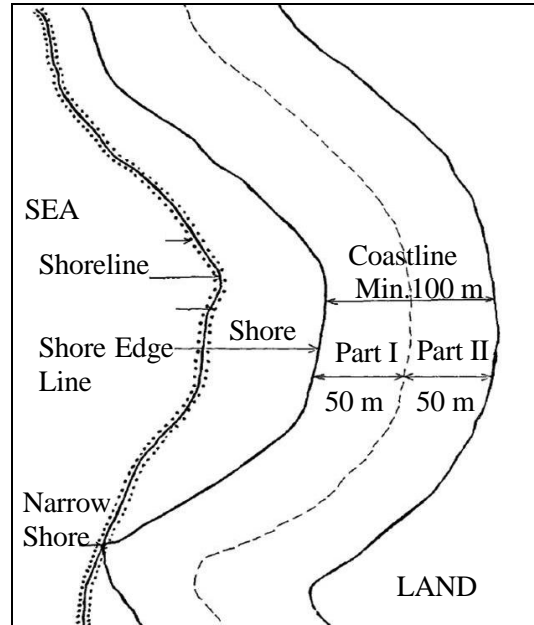 SEA
Coastline
Min.100 m
Shoreline
Shore
Shore Edge
Line
Part I
Part II
50 m
50 m
Narrow
Shore
LAND